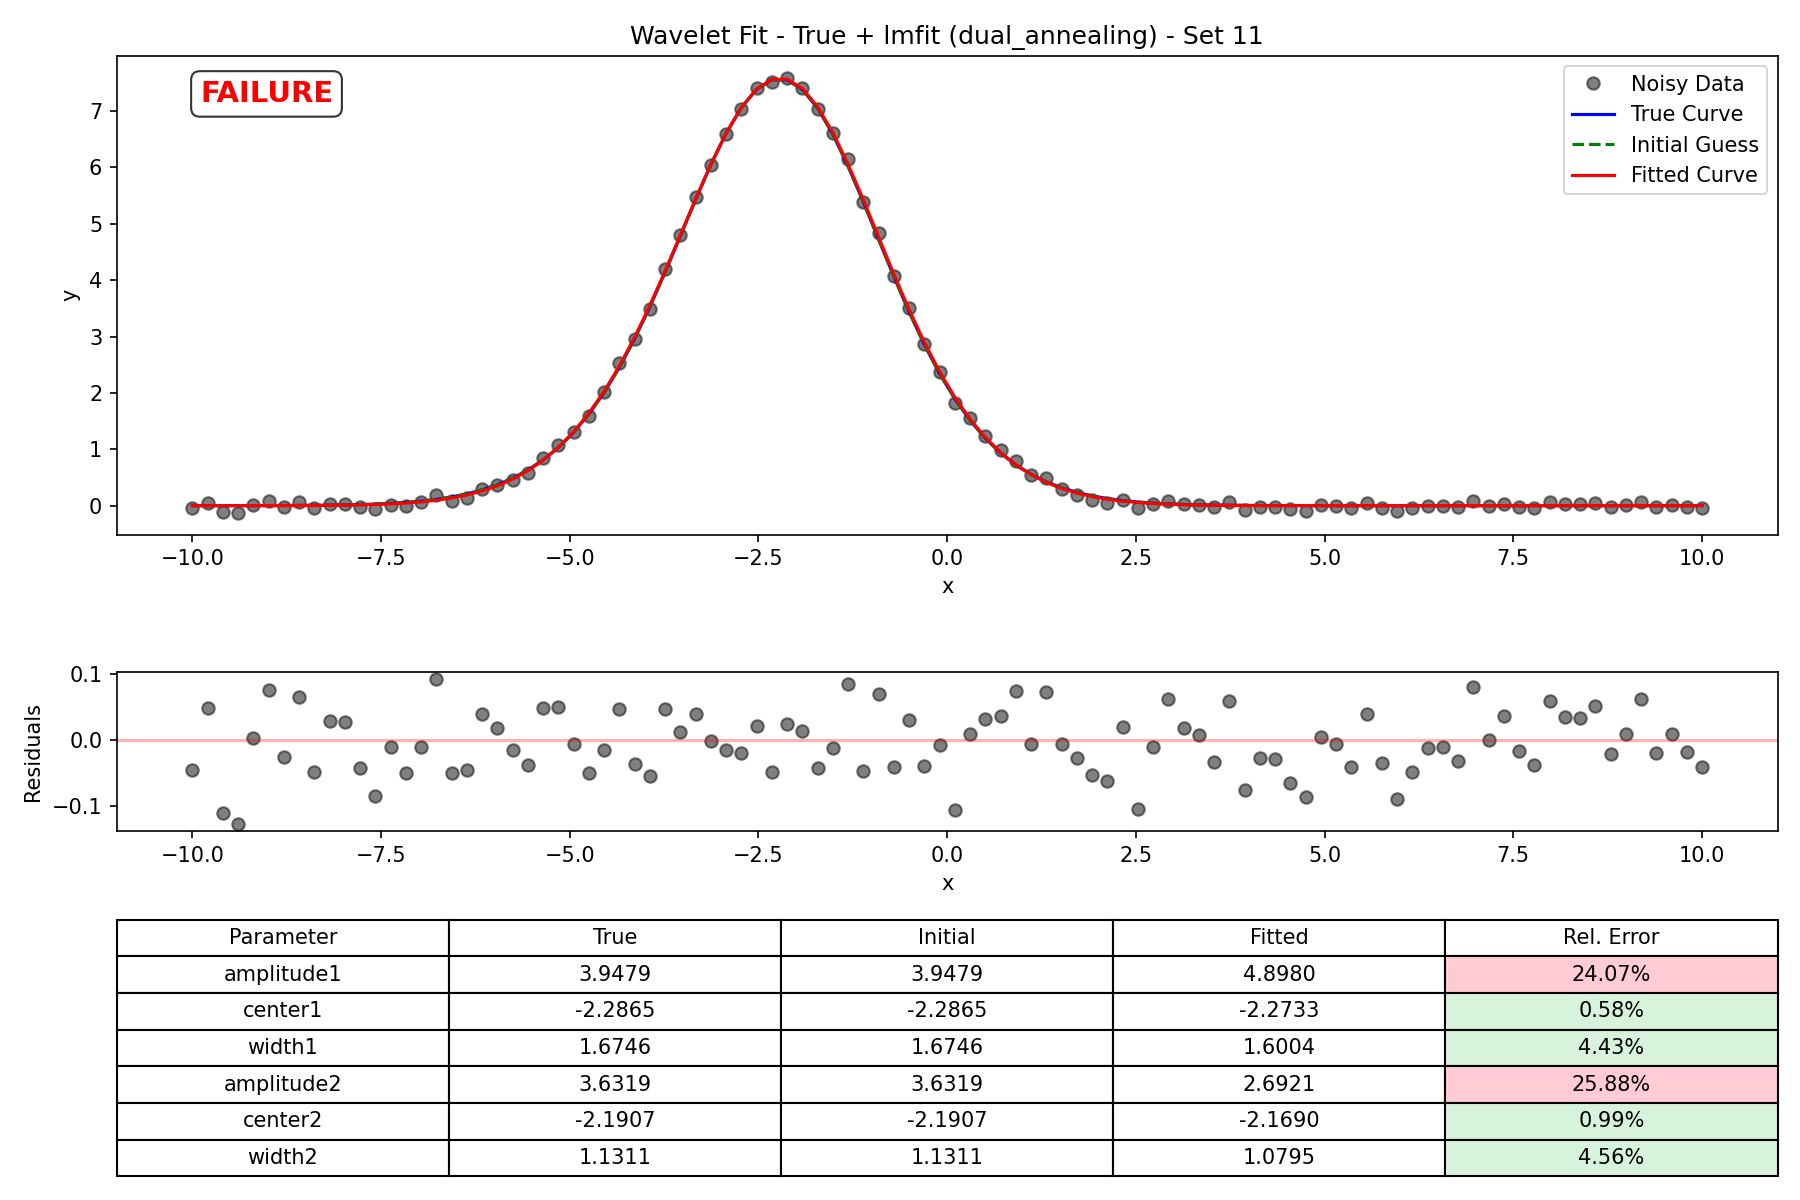 Wavelet Fit - True + lmfit (dual_annealing) - Set 11
FAILURE
Noisy Data
True Curve
Initial Guess
Fitted Curve
y
7
6
5
4
3
2
1
0
−10.0 −7.5 −5.0 −2.5 0.0 2.5 5.0 7.5 10.0
x
Residuals
0.1
0.0
−0.1
−10.0 −7.5 −5.0 −2.5 0.0 2.5 5.0 7.5 10.0
x
Parameter True Initial Fitted Rel. Error
amplitude1 3.9479 3.9479 4.8980 24.07%
center1 -2.2865 -2.2865 -2.2733 0.58%
width1 1.6746 1.6746 1.6004 4.43%
amplitude2 3.6319 3.6319 2.6921 25.88%
center2 -2.1907 -2.1907 -2.1690 0.99%
width2 1.1311 1.1311 1.0795 4.56%